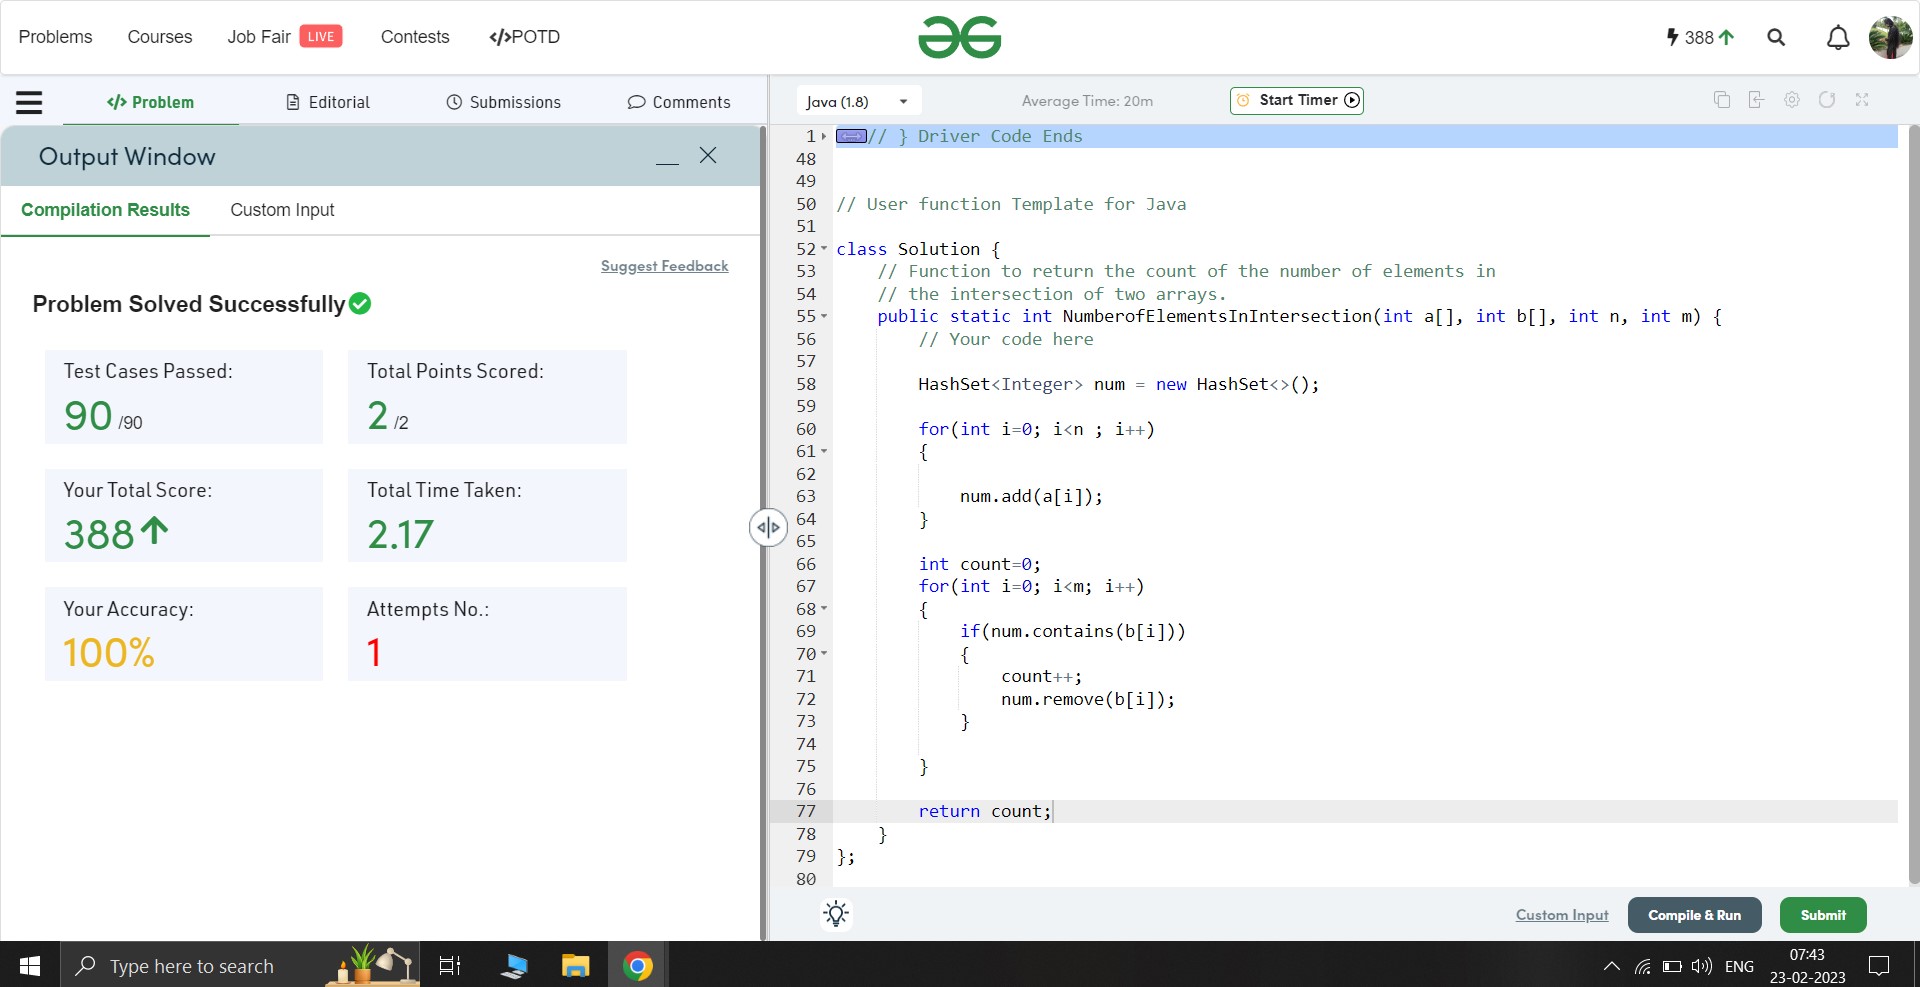 Problems Courses Job Fair LIVE Contests </>POTD
388
</> Problem Editorial Submissions Comments
Java (1.8) Average Time: 20m Start Timer
Output Window
Compilation Results Custom Input
Suggest Feedback
Problem Solved Successfully
Test Cases Passed: Total Points Scored:
90 /90 2 /2
Your Total Score: Total Time Taken:
388 2.17
Your Accuracy: Attempts No.:
100% 1
1 // } Driver Code Ends
48
49
50 // User function Template for Java
51
52 class Solution {
53 // Function to return the count of the number of elements in
54 // the intersection of two arrays.
55 public static int NumberofElementsInIntersection(int a[], int b[], int n, int m) {
56 // Your code here
57
58 HashSet<Integer> num = new HashSet<>();
59
60 for(int i=0; i<n ; i++)
61 {
62
63 num.add(a[i]);
64 }
65
66 int count=0;
67 for(int i=0; i<m; i++)
68 {
69 if(num.contains(b[i]))
70 {
71 count++;
72 num.remove(b[i]);
73 }
74
75 }
76
77 return count;
78 }
79 };
80
Custom Input Compile & Run Submit
Type here to search
ENG
07:43
23-02-2023